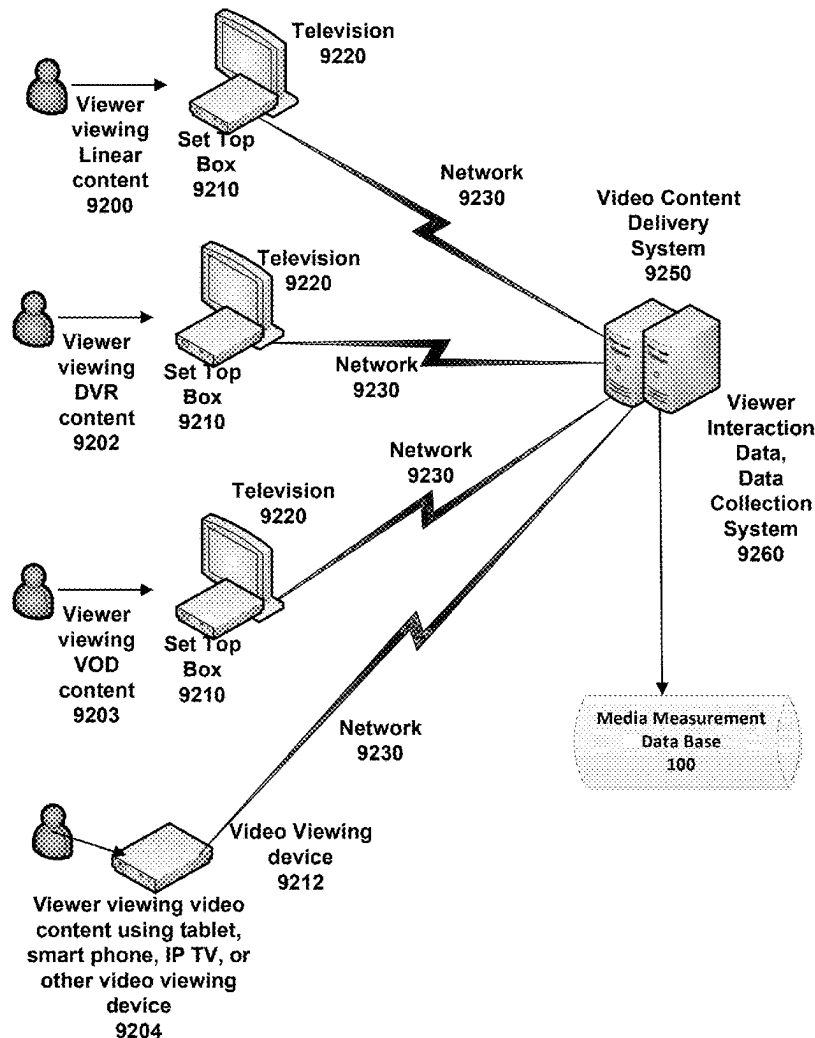 Television
9220
Viewer
viewing
Linear
content
9200
Set Top
Box
9210
Network
9230
Video Content
Delivery
System
9250
Television
9220
Viewer
viewing
DVR
content
9202
Set Top
Box
9210
Network
9230
Viewer
Interaction
Data,
Data
Collection
System
9260
Network
9230
Television
9220
Viewer
viewing
VOD
content
9203
Set Top
Box
9210
Network
9230
Media Measurement
Data Base
100
Video Viewing
device
9212
Viewer viewing video
content using tablet,
smart phone, IP TV, or
other video viewing
device
9204